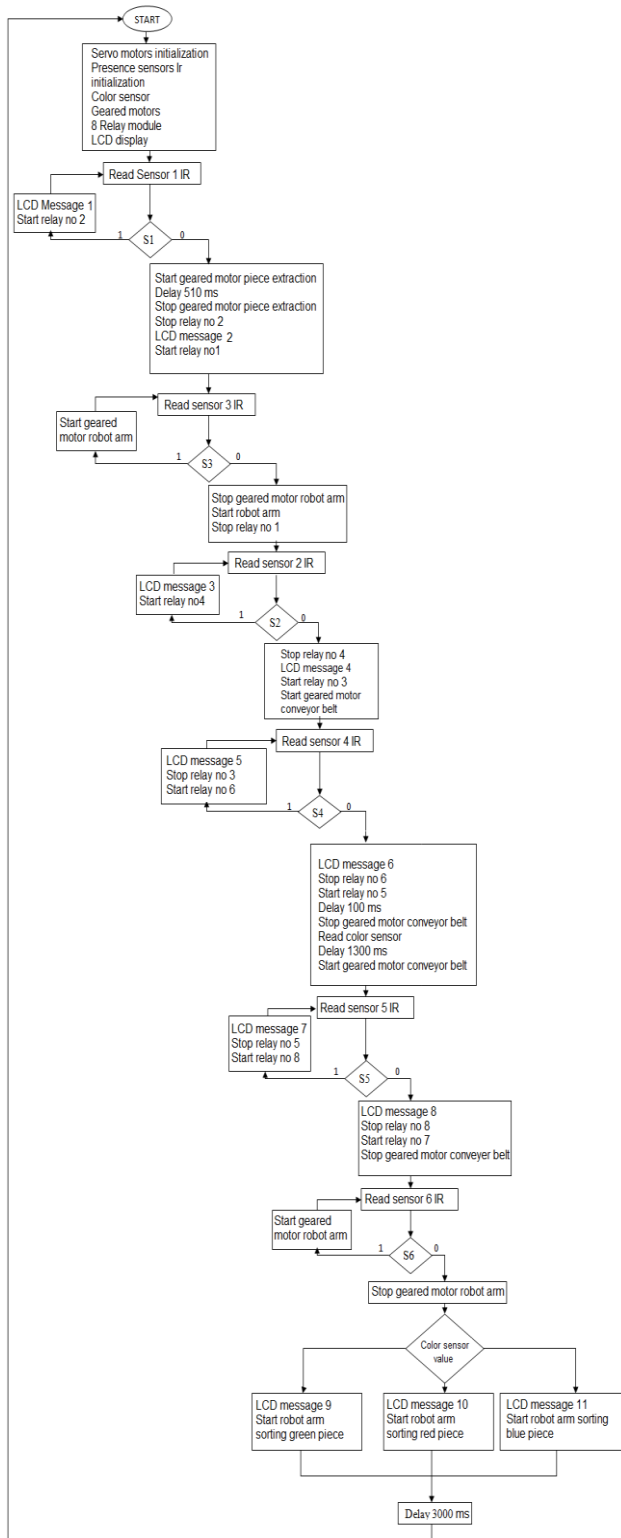 START
Servo motors initialization
Presence sensors Ir
initialization
Color sensor
Geared motors
8 Relay module
LCD display
Read Sensor 1 IR
LCD Message 1
Start relay no 2
1
S1
0
Start geared motor piece extraction
Delay 510 ms
Stop geared motor piece extraction
Stop relay no 2
LCD message 2
Start relay no1
Read sensor 3 IR
Start geared
motor robot arm
1
S3
0
Stop geared motor robot arm
Start robot arm
Stop relay no 1
Read sensor 2 IR
LCD message 3
Start relay no4
1
S2
0
Stop relay no 4
LCD message 4
Start relay no 3
Start geared motor
conveyor belt
Read sensor 4 IR
LCD message 5
Stop relay no 3
Start relay no 6
1
S4
0
LCD message 6
Stop relay no 6
Start relay no 5
Delay 100 ms
Stop geared motor conveyor belt
Read color sensor
Delay 1300 ms
Start geared motor conveyor belt
Read sensor 5 IR
LCD message 7
Stop relay no 5
Start relay no 8
1
S5
0
LCD message 8
Stop relay no 8
Start relay no 7
Stop geared motor conveyer belt
Read sensor 6 IR
Start geared
motor robot arm
1
S6
0
Stop geared motor robot arm
Color sensor
value
LCD message 9
Start robot arm
sorting green piece
LCD message 10
Start robot arm
sorting red piece
LCD message 11
Start robot arm sorting
blue piece
Delay 3000 ms